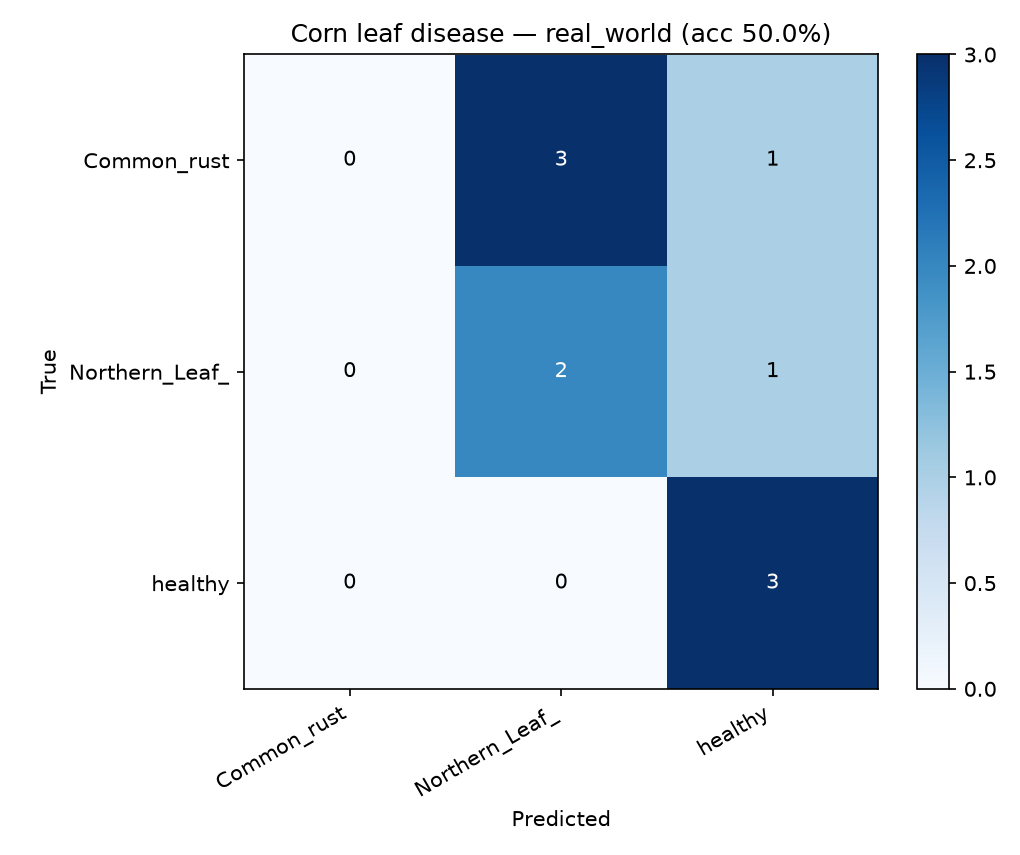 Corn leaf disease — real_world (acc 50.0%)
Common_rust
0
3
1
Northern_Leaf_
0
2
1
healthy
0
0
3
True
Common_rust
Northern_Leaf_
healthy
Predicted
3.0
2.5
2.0
1.5
1.0
0.5
0.0